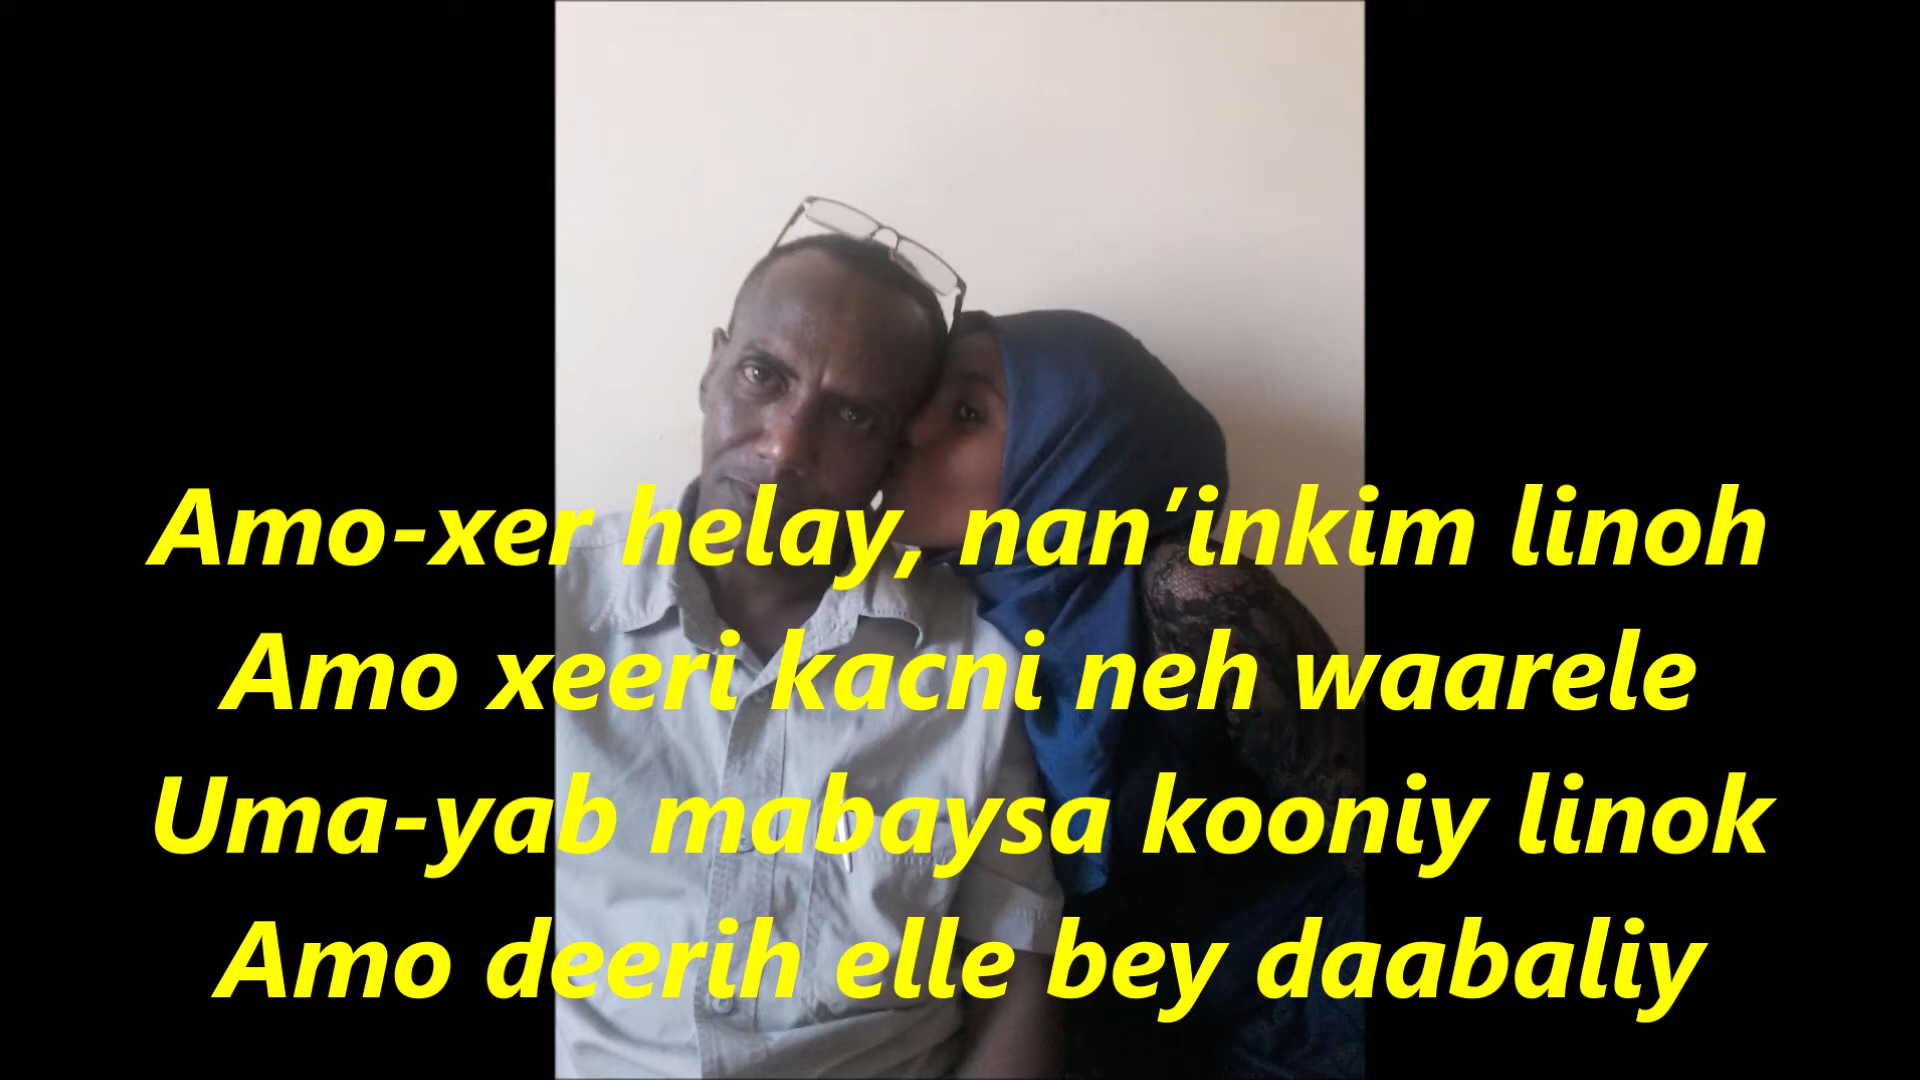 Amo-xer helay, nan’inkim linoh
Amo xeeri kacni neh waarele
Uma-yab mabaysa kooniy linok
Amo deerih elle bey daabaliy